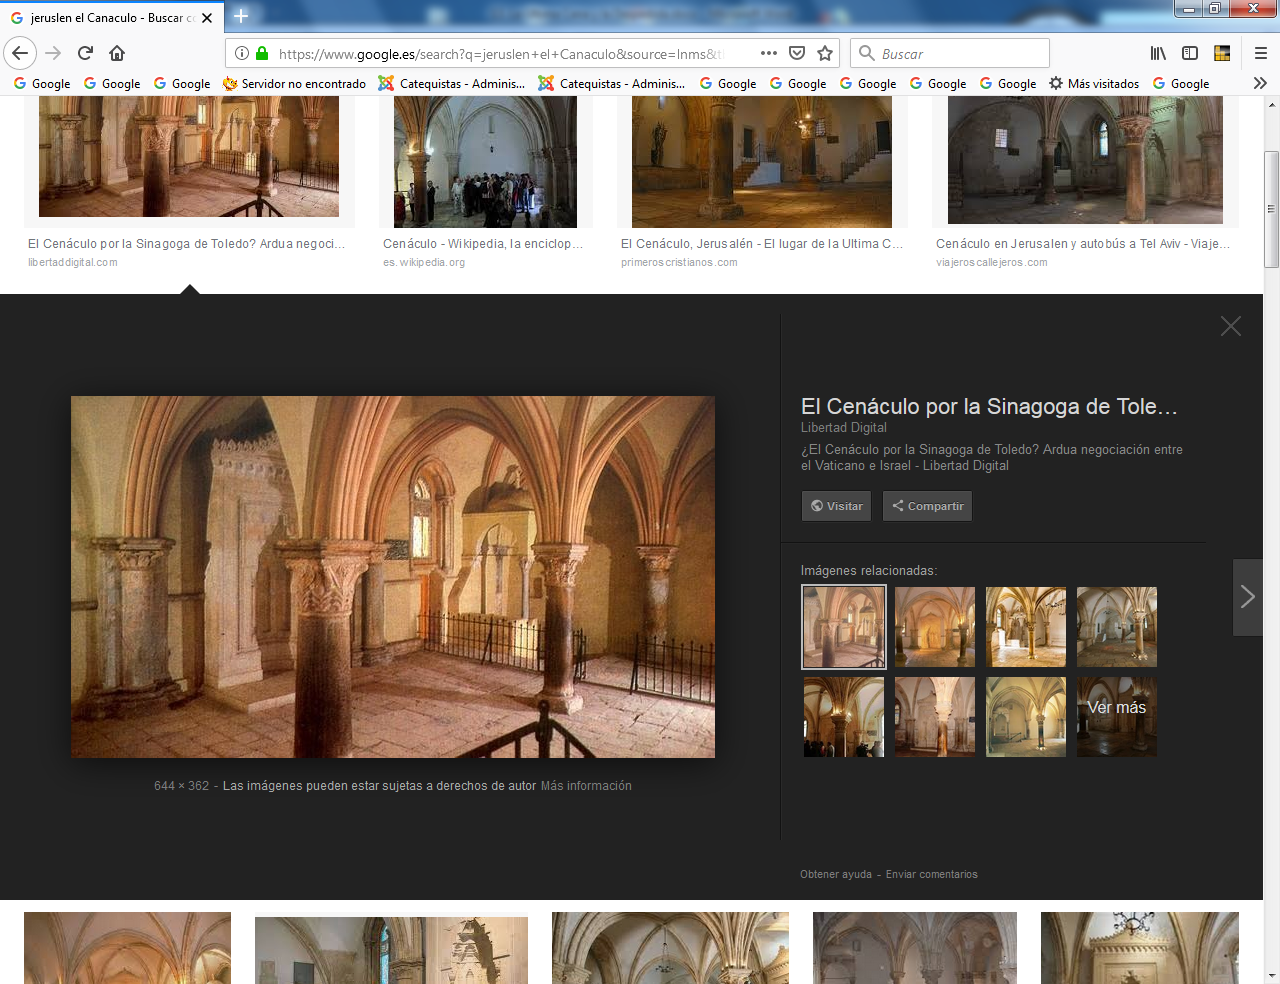 jeruslen el Canaculo - Buscar co
https://www.google.es/search?q=jeruslen+el+Canaculo&source=lnms&t
Buscar
Google
Google
Google
Servidor no encontrado
Catequistas - Adminis...
Catequistas - Adminis...
Google
Google
Google
Google
Google
Más visitados
Google
El Cenáculo por la Sinagoga de Toledo? Ardua negoci...
libertaddigital.com
Cenáculo - Wikipedia, la enciclop...
es.wikipedia.org
El Cenáculo, Jerusalén - El lugar de la Ultima C...
primeroscristianos.com
Cenáculo en Jerusalen y autobús a Tel Aviv - Viaje...
viajeroscallejeros.com
El Cenáculo por la Sinagoga de Tole...
Libertad Digital
¿El Cenáculo por la Sinagoga de Toledo? Ardua negociación entre
el Vaticano e Israel - Libertad Digital
Visitar
Compartir
Imágenes relacionadas:
Ver más
644 × 362 - Las imágenes pueden estar sujetas a derechos de autor Más información
Obtener ayuda - Enviar comentarios